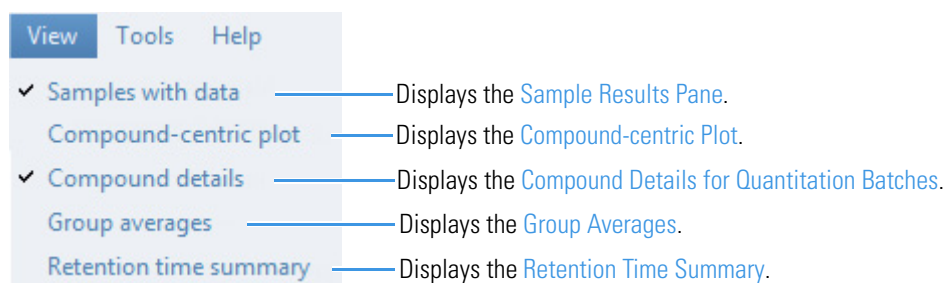 View Tools Help
✔ Samples with data Displays the Sample Results Pane.
Compound-centric plot Displays the Compound-centric Plot.
✔ Compound details Displays the Compound Details for Quantitation Batches.
Group averages Displays the Group Averages.
Retention time summary Displays the Retention Time Summary.